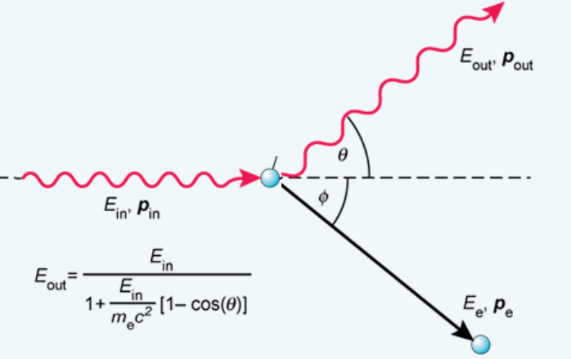 E_out, p_out
θ
ϕ
E_in, p_in
E_out = E_in / (1 + E_in / (m_e c²) [1– cos(θ)])
E_e, p_e